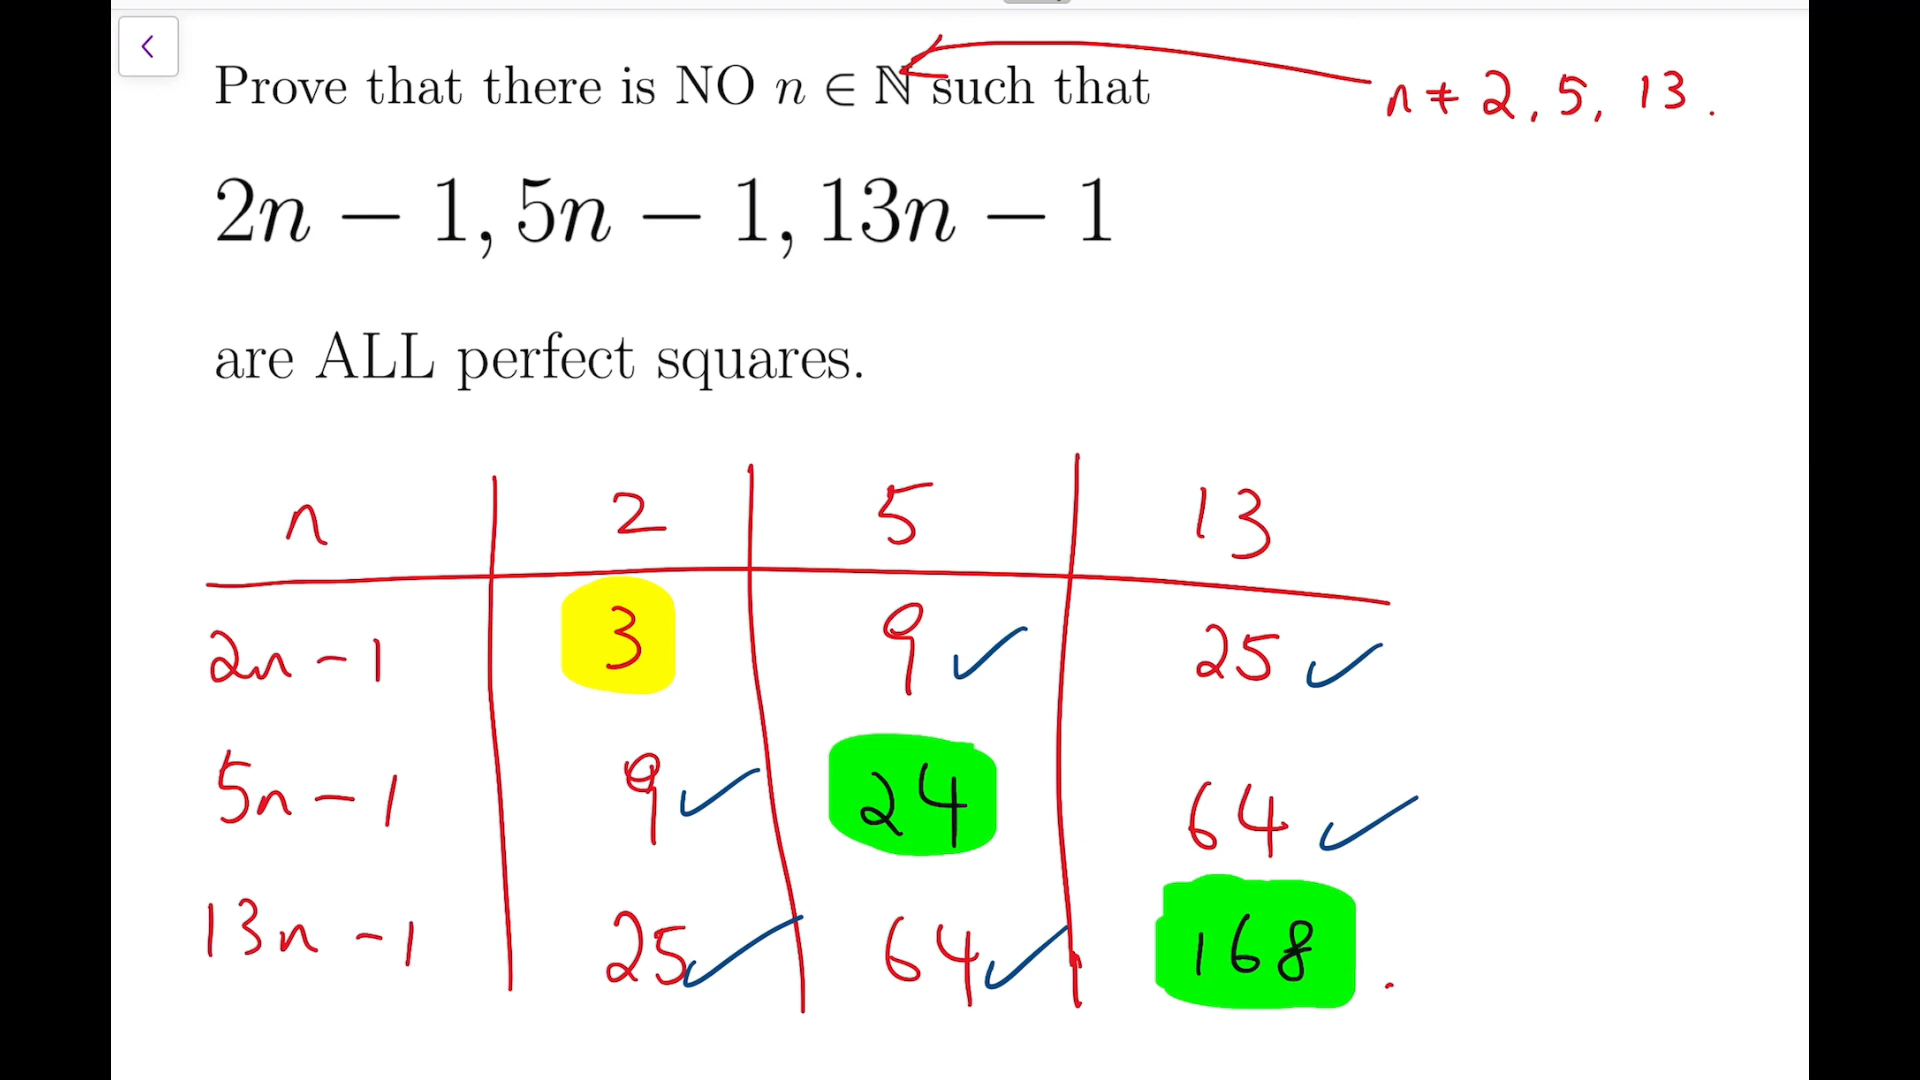 Prove that there is NO n ∈ ℕ such that
n ≠ 2, 5, 13.
2n − 1, 5n − 1, 13n − 1
are ALL perfect squares.
n 2 5 13
2n − 1 3 9 ✓ 25 ✓
5n − 1 9 ✓ 24 64 ✓
13n − 1 25 ✓ 64 ✓ 168 .